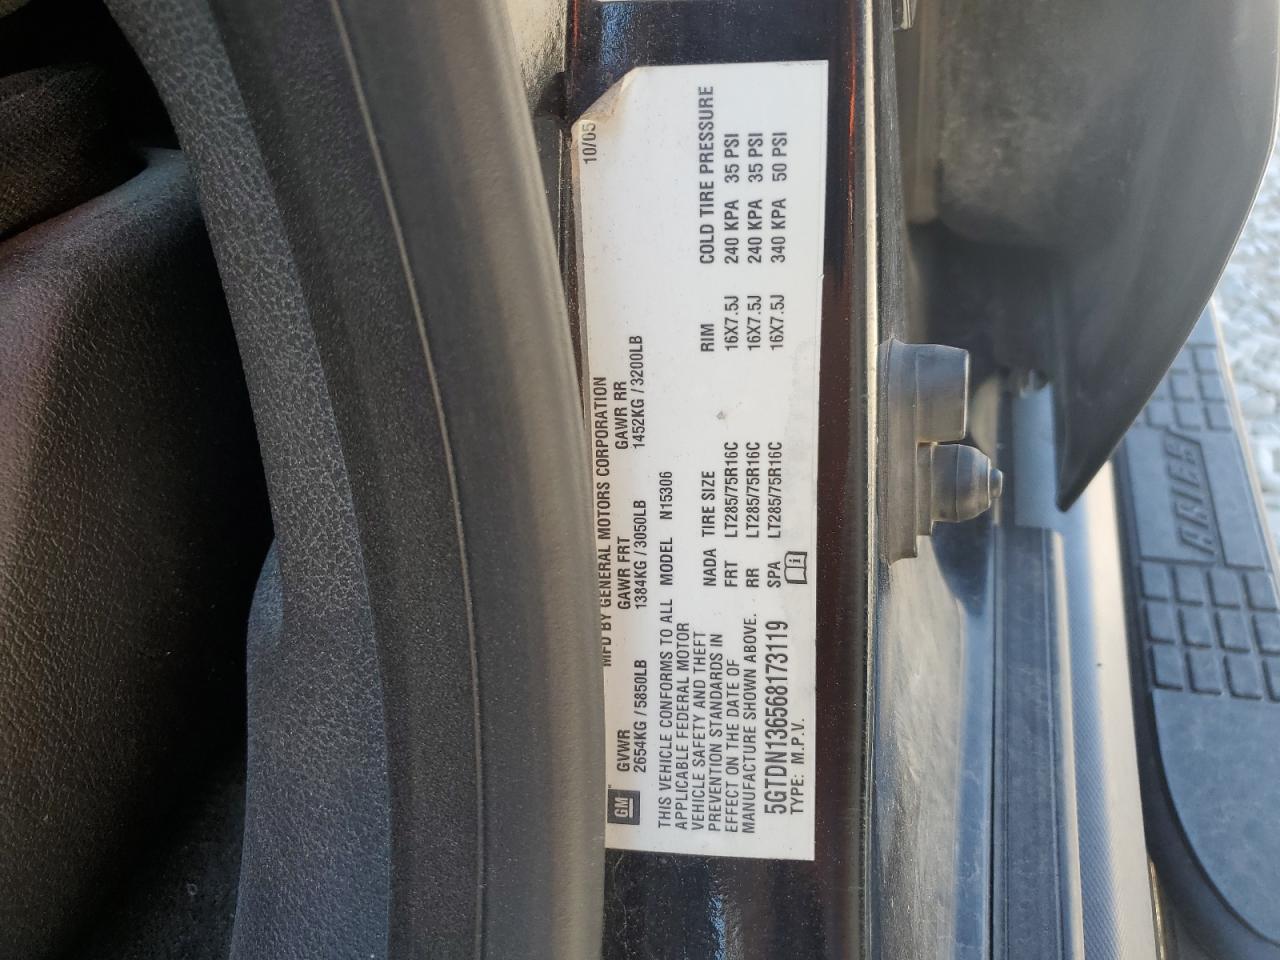 MFD BY GENERAL MOTORS CORPORATION 10/05
GM
GVWR GAWR FRT GAWR RR
2654KG/5850LB 1384KG/3050LB 1452KG/3200LB
THIS VEHICLE CONFORMS TO ALL
APPLICABLE FEDERAL MOTOR
VEHICLE SAFETY AND THEFT
PREVENTION STANDARDS IN
EFFECT ON THE DATE OF
MANUFACTURE SHOWN ABOVE.
5GTDN136568173119
TYPE: M.P.V.
MODEL N15306
NADA TIRE SIZE RIM COLD TIRE PRESSURE
FRT LT285/75R16C 16X7.5J 240 KPA 35 PSI
RR LT285/75R16C 16X7.5J 240 KPA 35 PSI
SPA LT285/75R16C 16X7.5J 340 KPA 50 PSI
ARIES